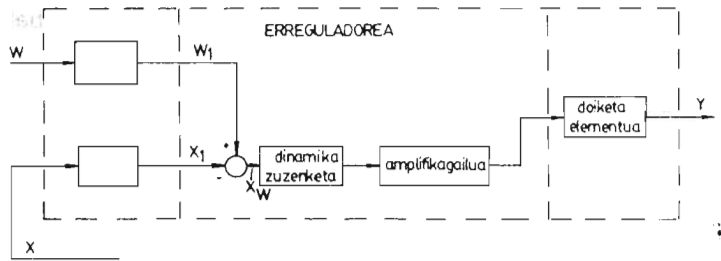 ERREGULADOREA
W
W1
doiketa
elementua
Y
X1
dinamika
zuzenketa
amplifikagailua
XW
X